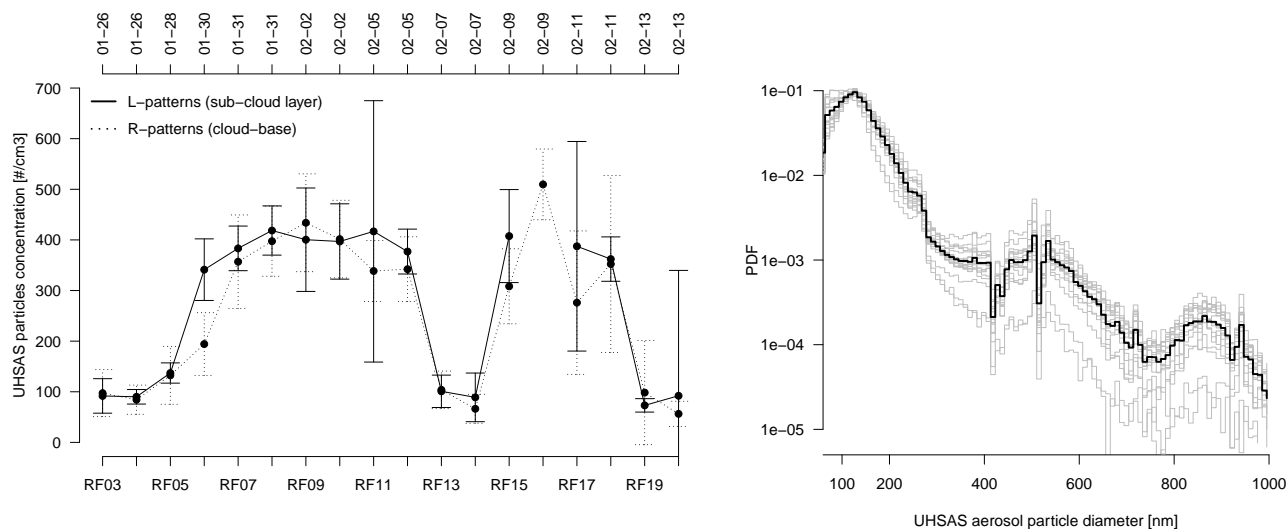 01−26 01−26 01−28 01−30 01−31 01−31 02−02 02−02 02−05 02−05 02−07 02−07 02−09 02−09 02−11 02−11 02−13 02−13
L−patterns (sub−cloud layer)
R−patterns (cloud−base)
UHSAS particles concentration [#/cm3]
700
600
500
400
300
200
100
0
RF03 RF05 RF07 RF09 RF11 RF13 RF15 RF17 RF19
PDF
1e−01
1e−02
1e−03
1e−04
1e−05
100 200 400 600 800 1000
UHSAS aerosol particle diameter [nm]